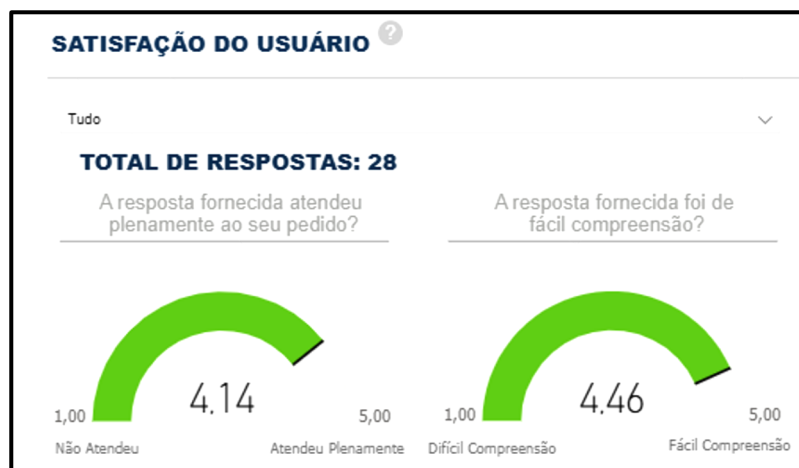 SATISFAÇÃO DO USUÁRIO ?
Tudo
TOTAL DE RESPOSTAS: 28
A resposta fornecida atendeu
plenamente ao seu pedido?
4,14
1,00
5,00
Não Atendeu
Atendeu Plenamente
A resposta fornecida foi de
fácil compreensão?
4,46
1,00
5,00
Difícil Compreensão
Fácil Compreensão